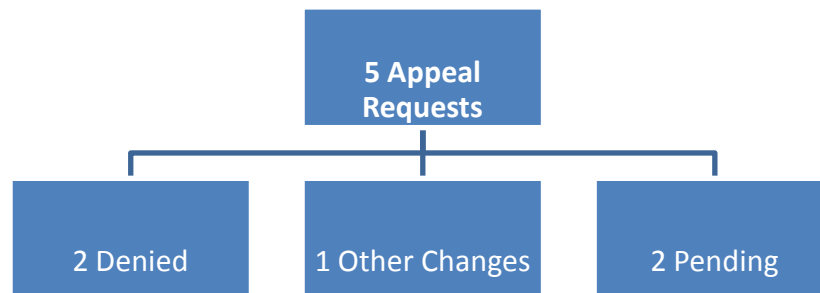 5 Appeal
Requests
2 Denied
1 Other Changes
2 Pending